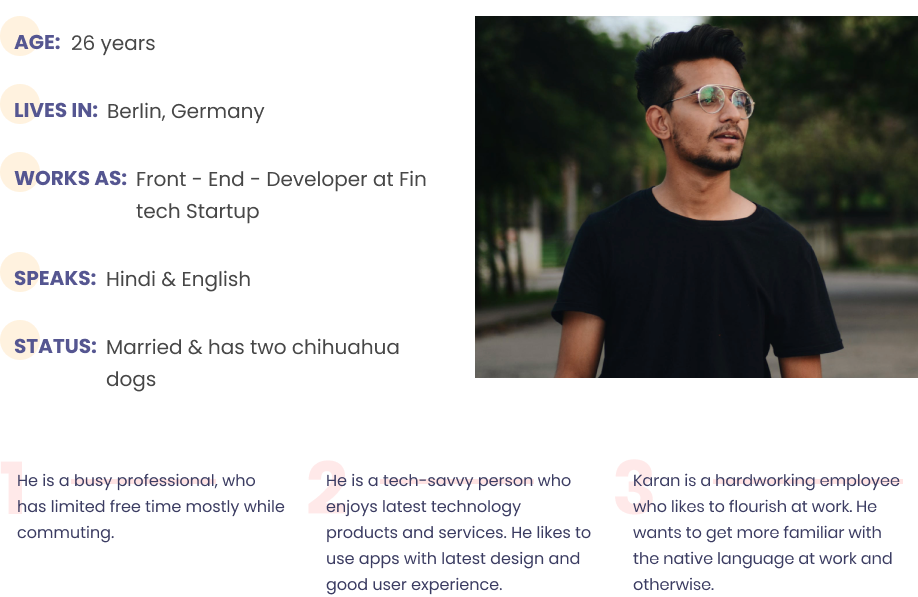 AGE: 26 years
LIVES IN: Berlin, Germany
WORKS AS: Front - End - Developer at Fin
tech Startup
SPEAKS: Hindi & English
STATUS: Married & has two chihuahua
dogs
1
He is a busy professional, who
has limited free time mostly while
commuting.
2
He is a tech-savvy person who
enjoys latest technology
products and services. He likes to
use apps with latest design and
good user experience.
3
Karan is a hardworking employee
who likes to flourish at work. He
wants to get more familiar with
the native language at work and
otherwise.